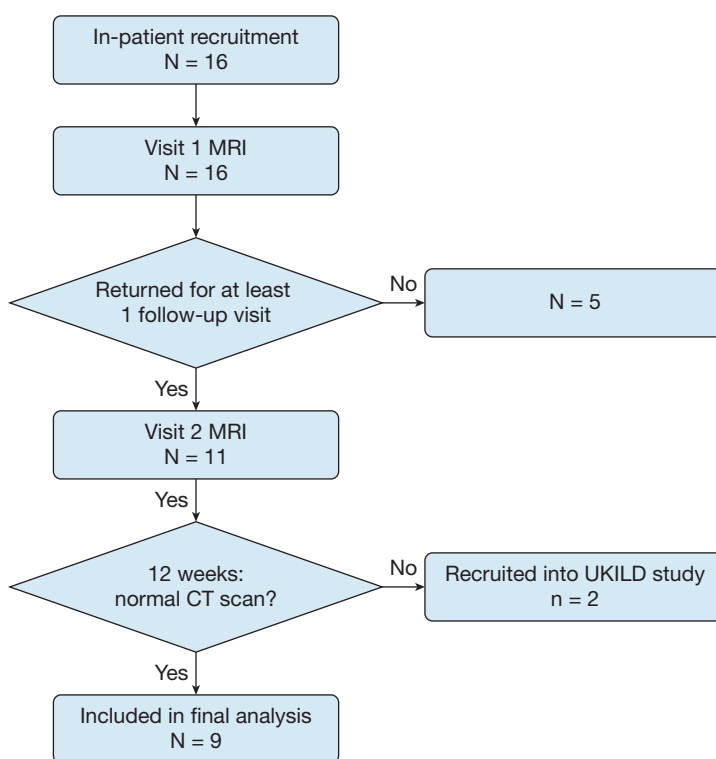 In-patient recruitment
N = 16
Visit 1 MRI
N = 16
Returned for at least
1 follow-up visit
No
N = 5
Yes
Visit 2 MRI
N = 11
Yes
12 weeks:
normal CT scan?
No
Recruited into UKILD study
n = 2
Yes
Included in final analysis
N = 9